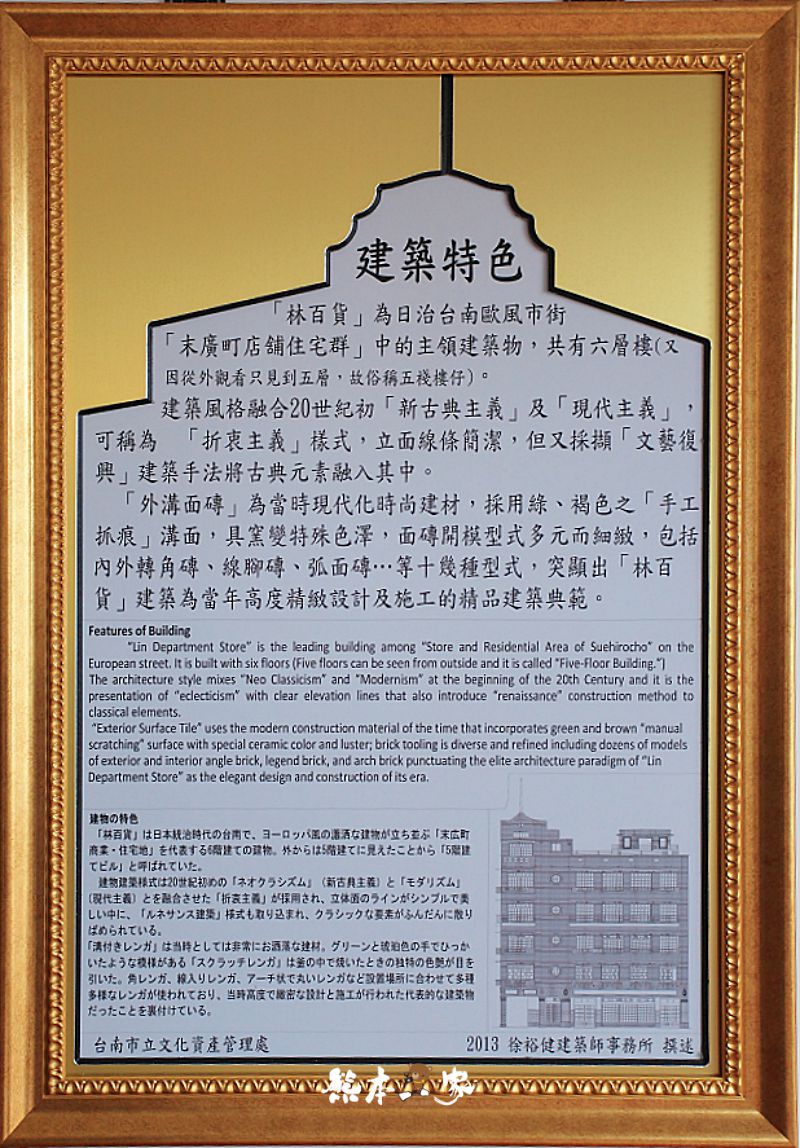 建築特色
「林百貨」為日治台南歐風市街
「末廣町店舖住宅群」中的主領建築物，共有六層樓(又
因從外觀看只見到五層，故俗稱五棧樓仔)。
建築風格融合20世紀初「新古典主義」及「現代主義」，
可稱為 「折衷主義」樣式，立面線條簡潔，但又採擷「文藝復
興」建築手法將古典元素融入其中。
「外溝面磚」為當時現代化時尚建材，採用綠、褐色之「手工
抓痕」溝面，具窯變特殊色澤，面磚開模型式多元而細緻，包括
內外轉角磚、線腳磚、弧面磚…等十幾種型式，突顯出「林百
貨」建築為當年高度精緻設計及施工的精品建築典範。
Features of Building
"Lin Department Store" is the leading building among "Store and Residential Area of Suehirocho" on the
European street. It is built with six floors (Five floors can be seen from outside and it is called "Five-Floor Building.")
The architecture style mixes "Neo Classicism" and "Modernism" at the beginning of the 20th Century and it is the
presentation of "eclecticism" with clear elevation lines that also introduce "renaissance" construction method to
classical elements.
"Exterior Surface Tile" uses the modern construction material of the time that incorporates green and brown "manual
scratching" surface with special ceramic color and luster; brick tooling is diverse and refined including dozens of models
of exterior and interior angle brick, legend brick, and arch brick punctuating the elite architecture paradigm of "Lin
Department Store" as the elegant design and construction of its era.
建物の特色
「林百貨」は日本統治時代の台南で、ヨーロッパ風の瀟洒な建物が立ち並ぶ「末広町
商業・住宅地」を代表する6階建ての建物。外からは5階建てに見えたことから「5階建
てビル」と呼ばれていた。
建物建築様式は20世紀初めの「ネオクラシズム」（新古典主義）と「モダリズム」
（現代主義）とを融合させた「折衷主義」が採用され、立体面のラインがシンプルで美
しい中に、「ルネサンス建築」様式も取り込まれ、クラシックな要素がふんだんに散り
ばめられている。
「溝付きレンガ」は当時としては非常にお洒落な建材。グリーンと琥珀色の手でひっか
いたような模様がある「スクラッチレンガ」は釜の中で焼いたときの独特の色艶が目を
引いた。角レンガ、線入りレンガ、アーチ状で丸いレンガなど設置場所に合わせて多種
多様なレンガが使われており、当時高度で緻密な設計と施工が行われた代表的な建築物
だったことを裏付けている。
台南市立文化資產管理處
2013 徐裕健建築師事務所 撰述
熊本一家